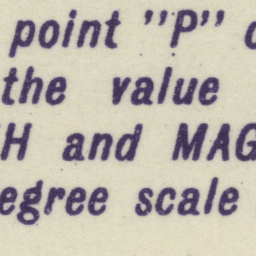 point "P"
the value
H and MAG
egree scale